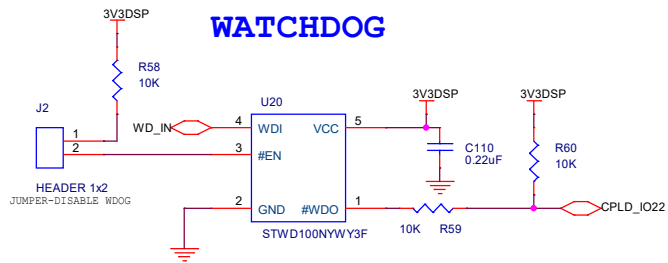 WATCHDOG
3V3DSP
R58
10K
J2
1
2
HEADER 1x2
JUMPER-DISABLE WDOG
WD_IN
U20
4 WDI VCC 5
3 #EN
2 GND #WDO 1
STWD100NYWY3F
3V3DSP
C110
0.22uF
3V3DSP
R60
10K
10K R59
CPLD_IO22